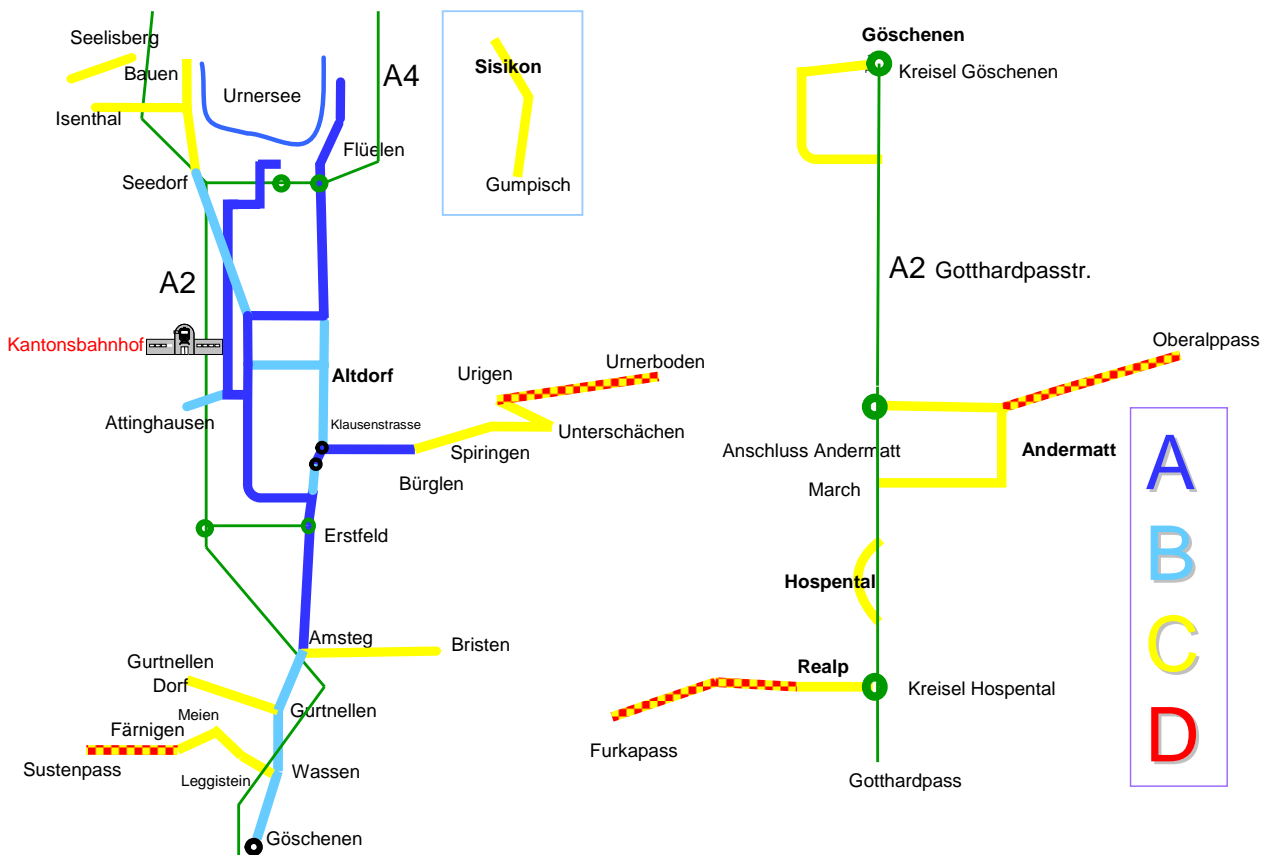 Seelisberg
Bauen
Isenthal
Urnersee
A4
Flüelen
Seedorf
Sisikon
Gumpisch
A2
Kantonsbahnhof
Altdorf
Attinghausen
Klausenstrasse
Urigen
Urnerboden
Unterschächen
Spiringen
Bürglen
Erstfeld
Amsteg
Bristen
Gurtnellen
Dorf
Gurtnellen
Meien
Färnigen
Sustenpass
Leggistein
Wassen
Göschenen
Göschenen
Kreisel Göschenen
A2 Gotthardpasstr.
Oberalppass
Anschluss Andermatt
Andermatt
March
Hospental
Realp
Kreisel Hospental
Furkapass
Gotthardpass
A
B
C
D